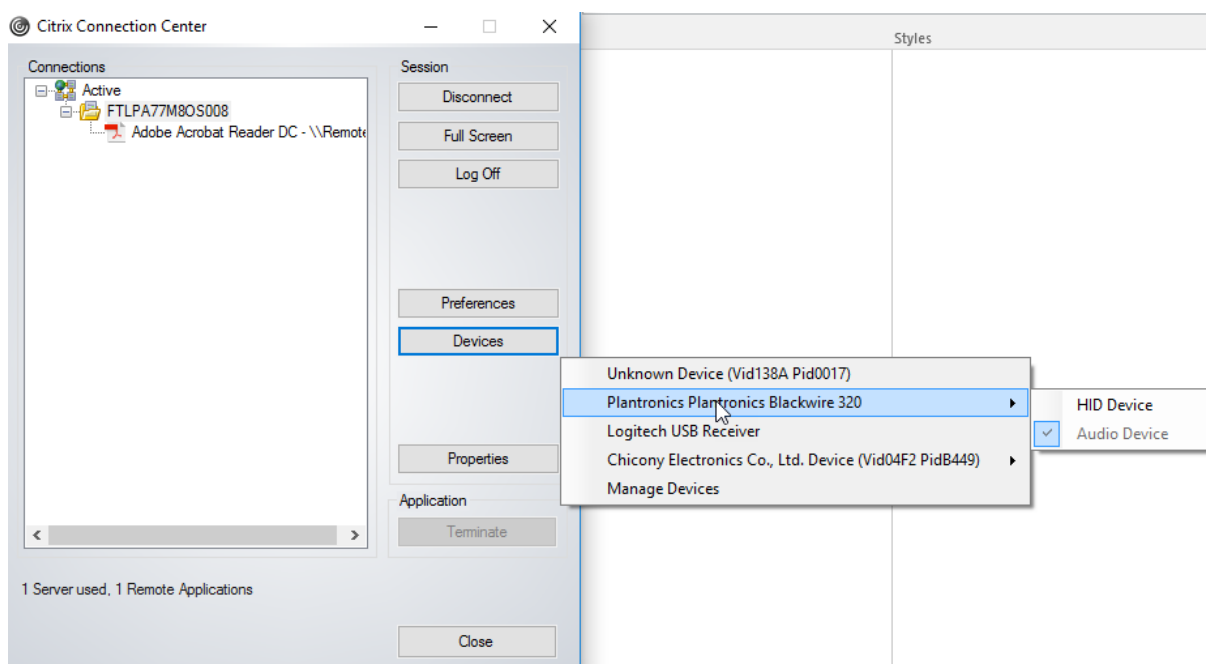 Citrix Connection Center
Styles
Connections
Active
FTLPA77M8OS008
Adobe Acrobat Reader DC - \\Remote
Session
Disconnect
Full Screen
Log Off
Preferences
Devices
Properties
Application
Terminate
Unknown Device (Vid138A Pid0017)
Plantronics Plantronics Blackwire 320
Logitech USB Receiver
Chicony Electronics Co., Ltd. Device (Vid04F2 PidB449)
Manage Devices
HID Device
Audio Device
1 Server used, 1 Remote Applications
Close